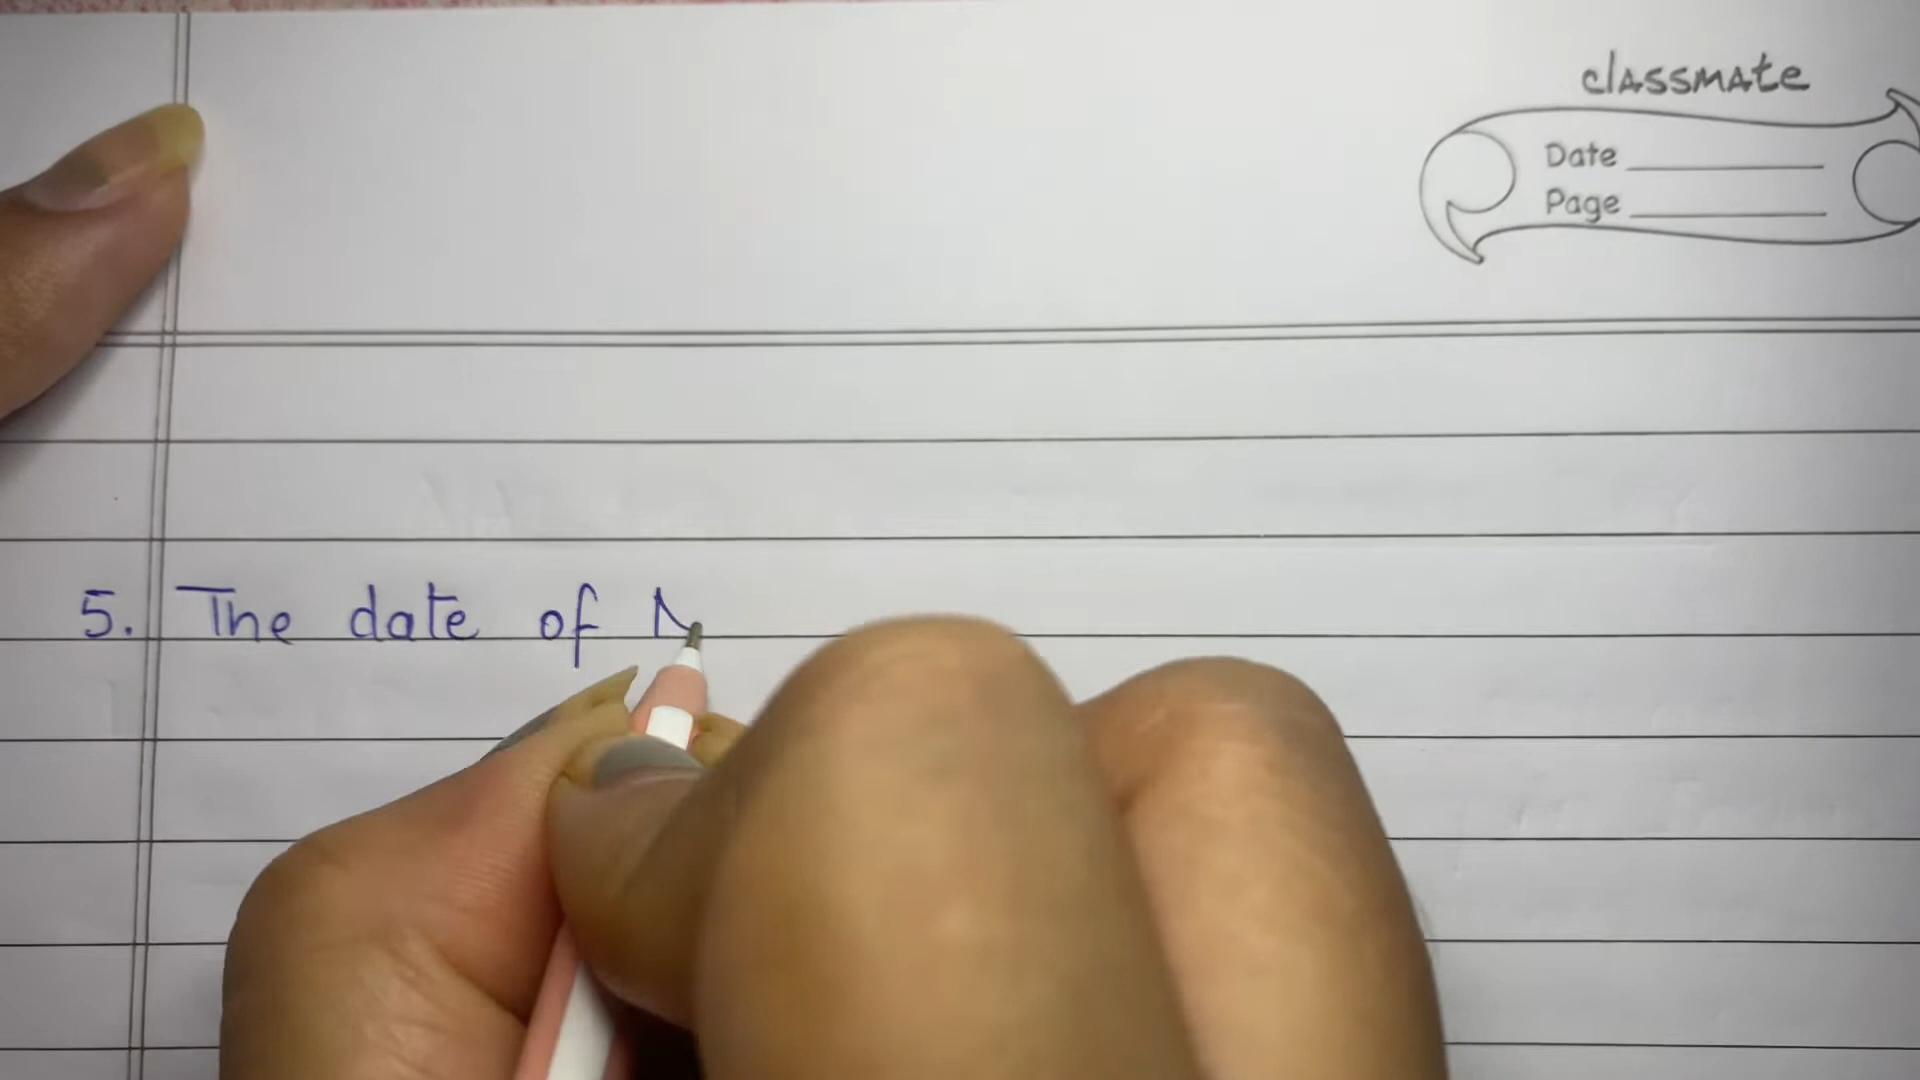 classmate
Date
Page
5. The date of